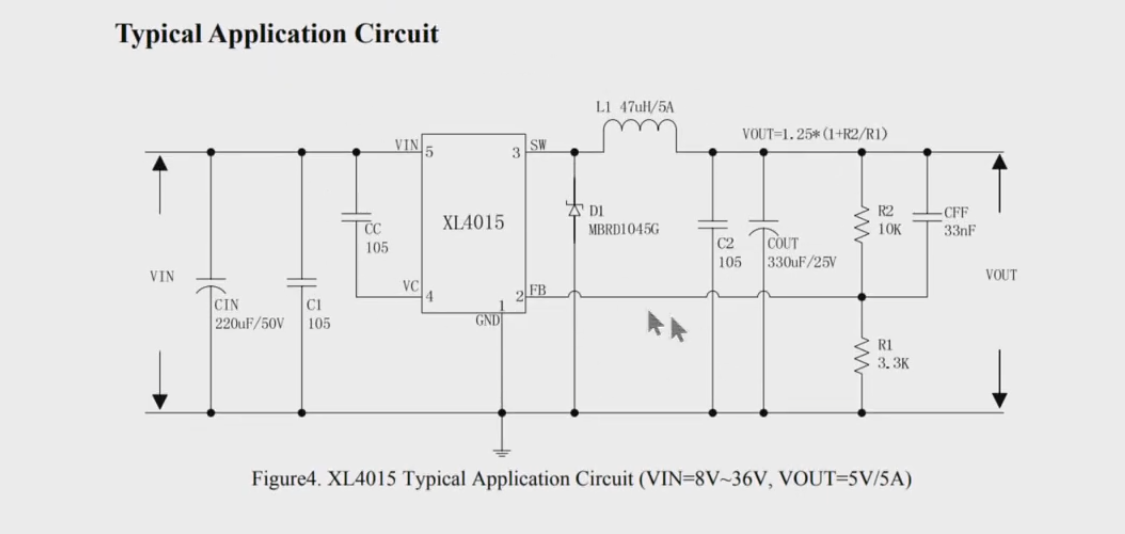 Typical Application Circuit
L1 47uH/5A
VOUT=1.25*(1+R2/R1)
VIN
5
3
SW
XL4015
CC
105
D1
MBRD1045G
R2
10K
CFF
33nF
C2
105
COUT
330uF/25V
VIN
VOUT
VC
4
2
FB
1
GND
CIN
220uF/50V
C1
105
R1
3.3K
Figure4. XL4015 Typical Application Circuit (VIN=8V~36V, VOUT=5V/5A)